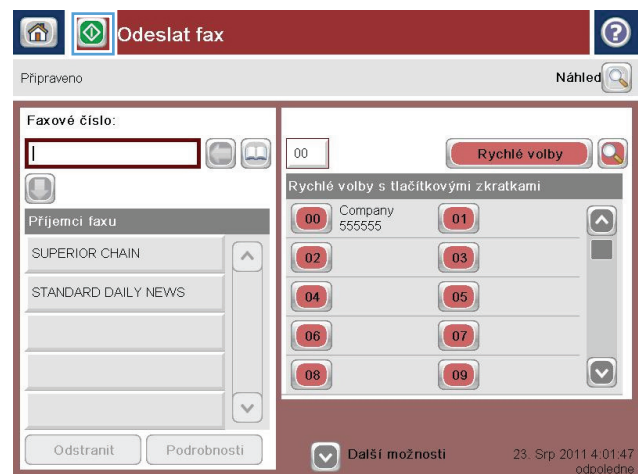 Odeslat fax
Připraveno
Náhled
Faxové číslo:
Příjemci faxu
SUPERIOR CHAIN
STANDARD DAILY NEWS
Odstranit
Podrobnosti
00
Rychlé volby
Rychlé volby s tlačítkovými zkratkami
00 Company 01
555555
02 03
04 05
06 07
08 09
Další možnosti
23. Srp 2011 4:01:47
odpoledne